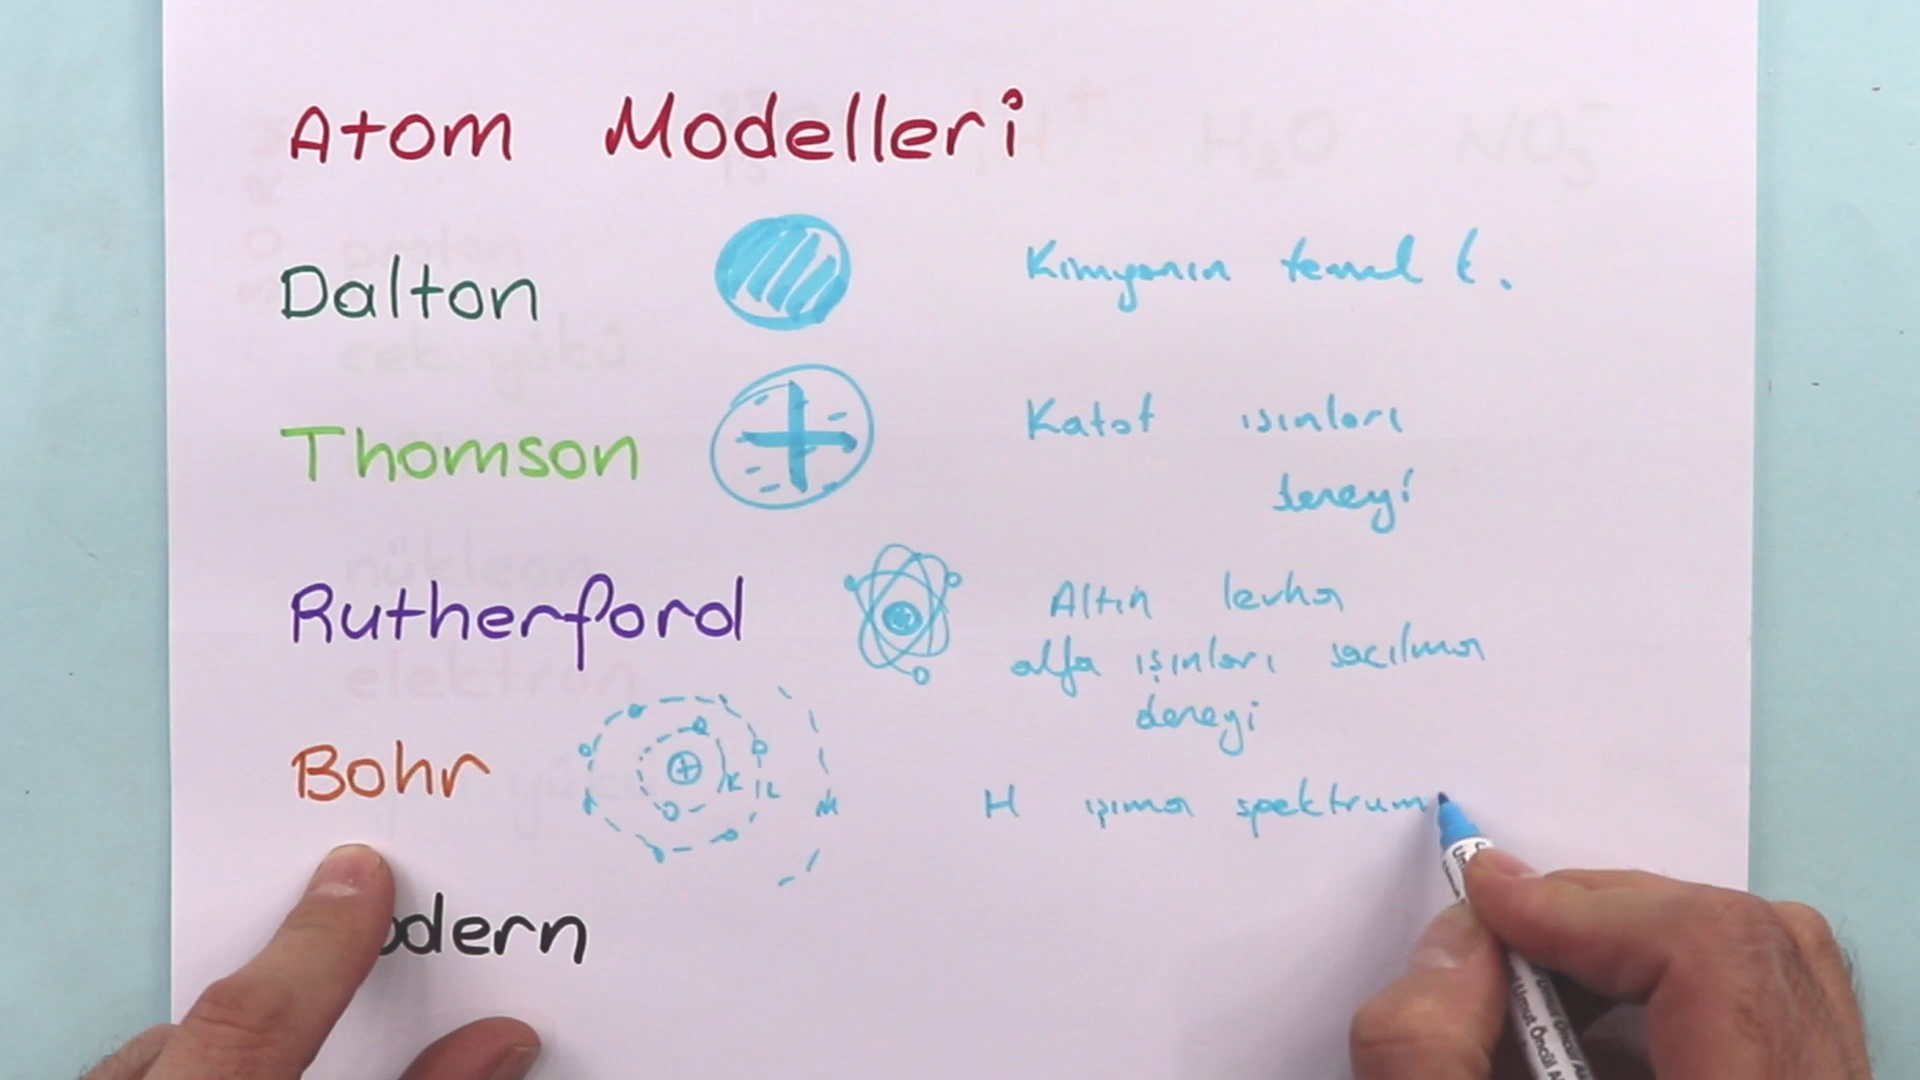 Atom Modelleri
Dalton
Kimyanın temel k.
Thomson
Katot ışınları
deneyi
Rutherford
Altın levha
alfa ışınları saçılma
deneyi
Bohr
+ K L M
H ışıma spektrum
odern